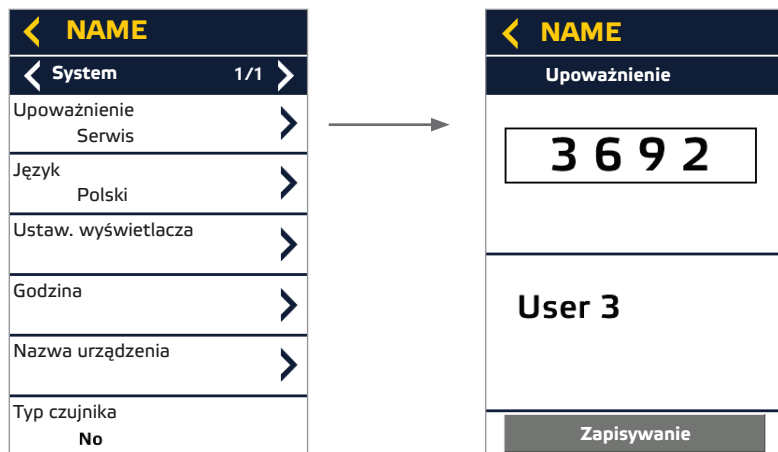 NAME
System 1/1
Upoważnienie
Serwis
Język
Polski
Ustaw. wyświetlacza
Godzina
Nazwa urządzenia
Typ czujnika
No
NAME
Upoważnienie
3 6 9 2
User 3
Zapisywanie